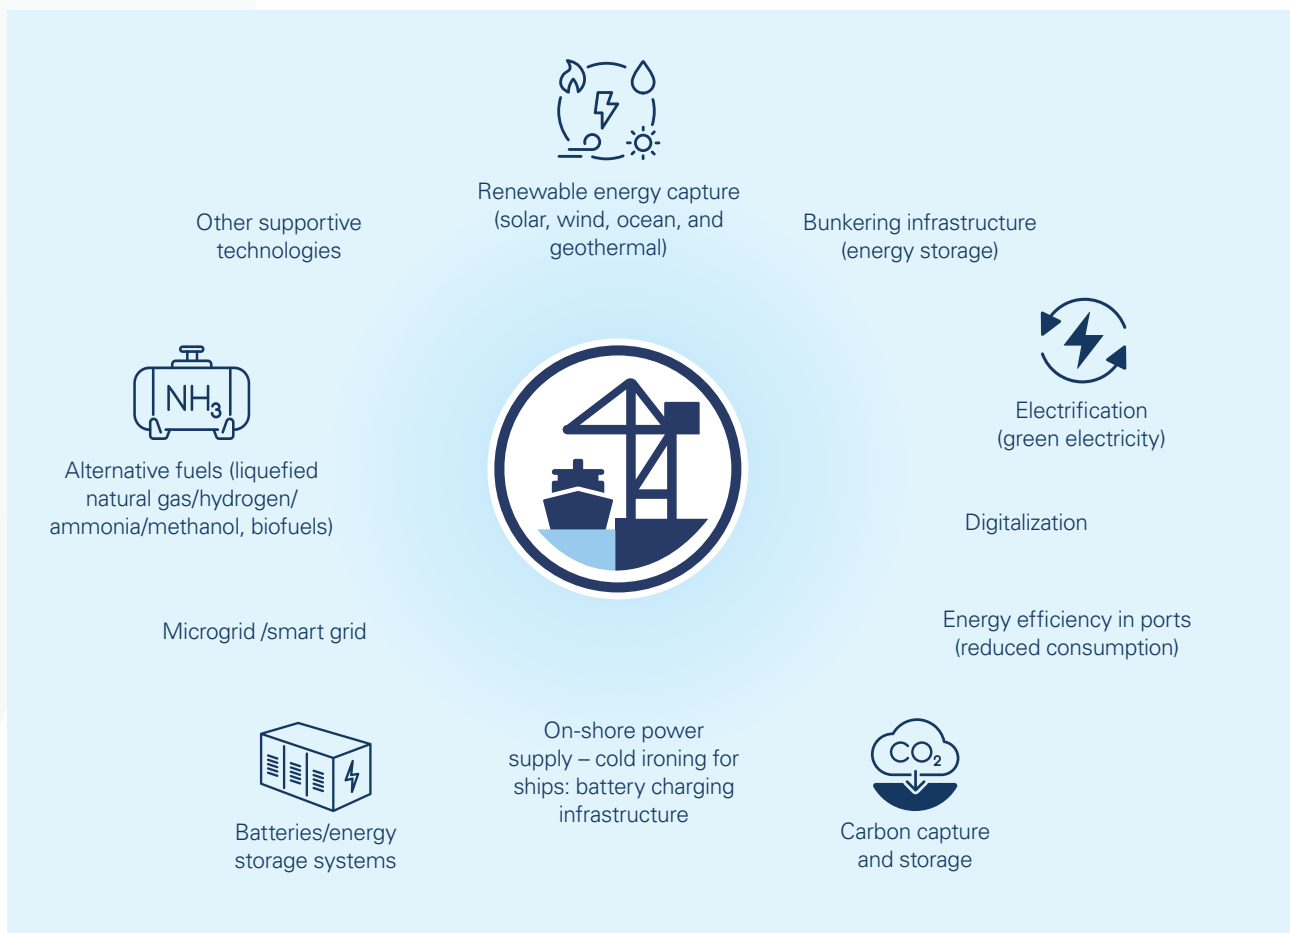 Renewable energy capture
(solar, wind, ocean, and
geothermal)
Bunkering infrastructure
(energy storage)
Electrification
(green electricity)
Digitalization
Energy efficiency in ports
(reduced consumption)
CO2
Carbon capture
and storage
On-shore power
supply – cold ironing for
ships: battery charging
infrastructure
Batteries/energy
storage systems
Microgrid /smart grid
NH3
Alternative fuels (liquefied
natural gas/hydrogen/
ammonia/methanol, biofuels)
Other supportive
technologies